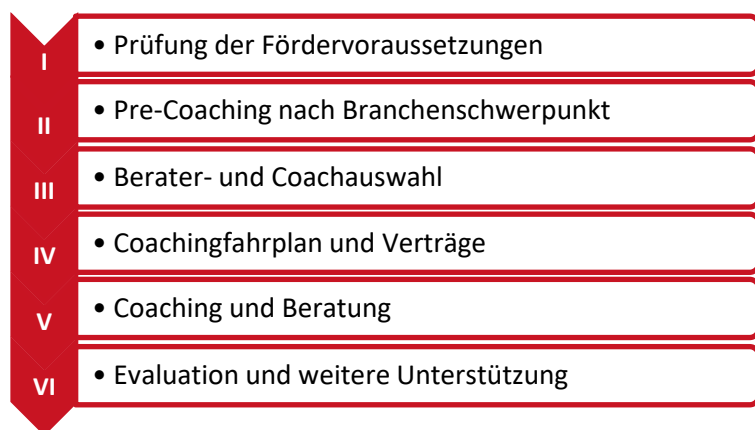 I
• Prüfung der Fördervoraussetzungen
II
• Pre-Coaching nach Branchenschwerpunkt
III
• Berater- und Coachauswahl
IV
• Coachingfahrplan und Verträge
V
• Coaching und Beratung
VI
• Evaluation und weitere Unterstützung